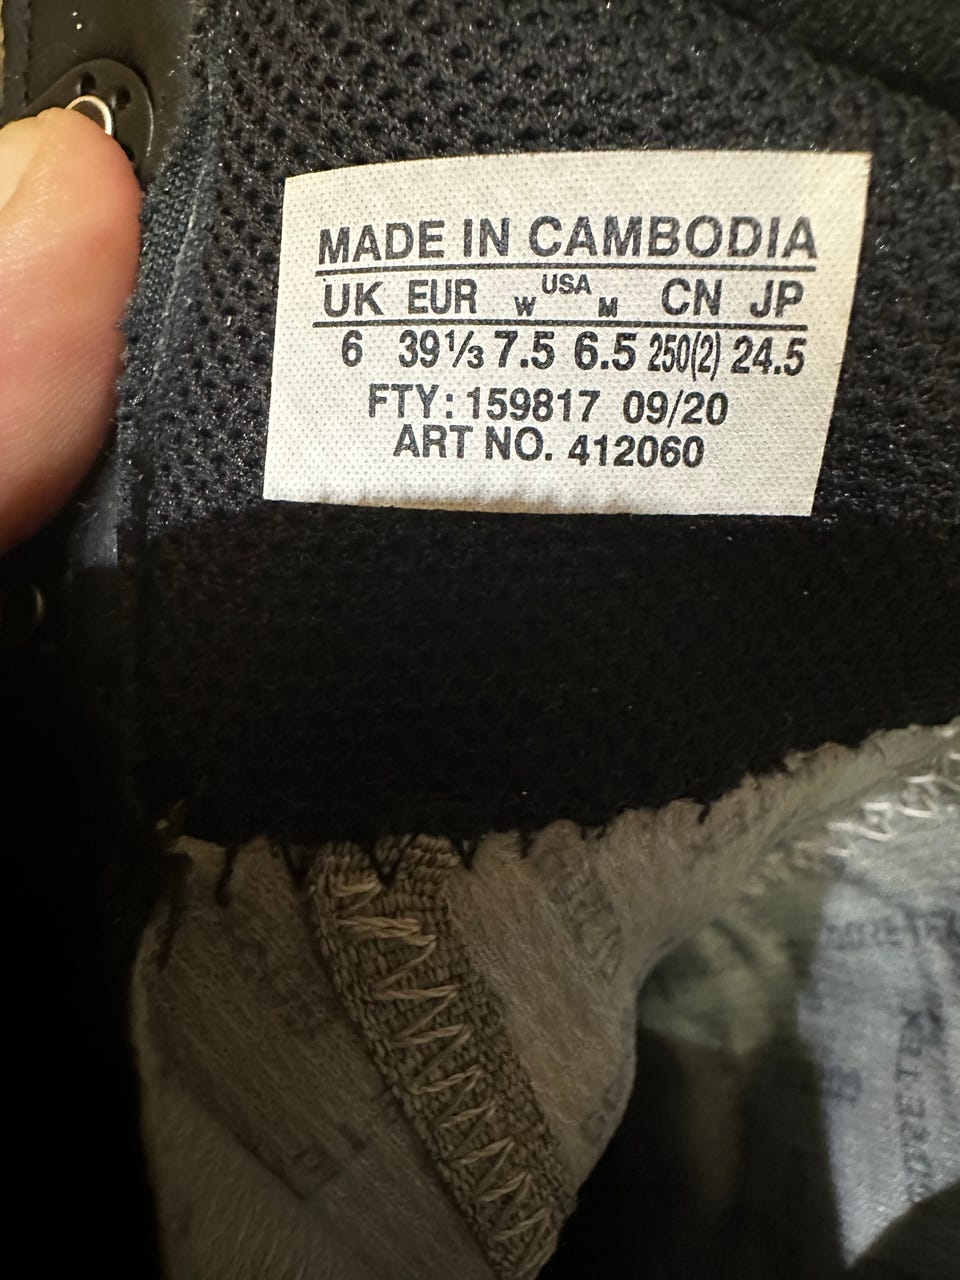 MADE IN CAMBODIA
UK EUR W USA M CN JP
6 39⅓ 7.5 6.5 250(2) 24.5
FTY: 159817 09/20
ART NO. 412060